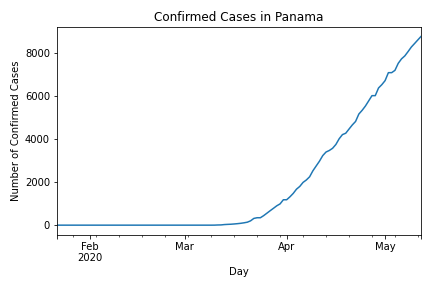 Confirmed Cases in Panama
Number of Confirmed Cases
8000
6000
4000
2000
0
Feb
2020
Mar
Apr
May
Day